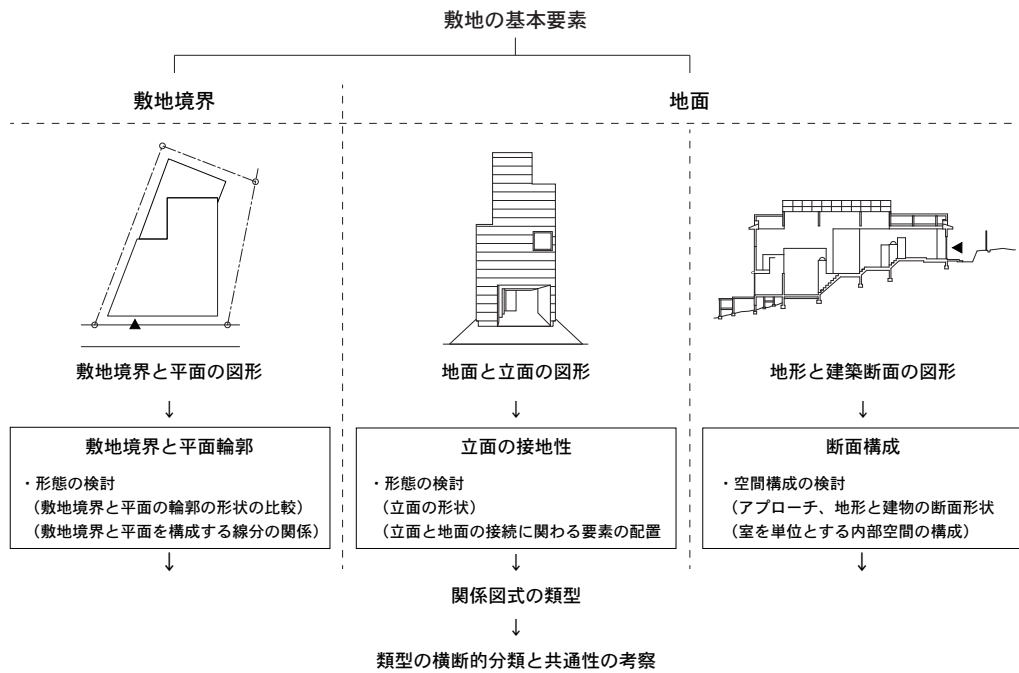 敷地の基本要素
敷地境界
地面
敷地境界と平面の図形
地面と立面の図形
地形と建築断面の図形
↓
↓
↓
敷地境界と平面輪郭
・形態の検討
（敷地境界と平面の輪郭の形状の比較）
（敷地境界と平面を構成する線分の関係）
立面の接地性
・形態の検討
（立面の形状）
（立面と地面の接続に関わる要素の配置
断面構成
・空間構成の検討
（アプローチ、地形と建物の断面形状
（室を単位とする内部空間の構成）
↓
↓
↓
関係図式の類型
↓
類型の横断的分類と共通性の考察